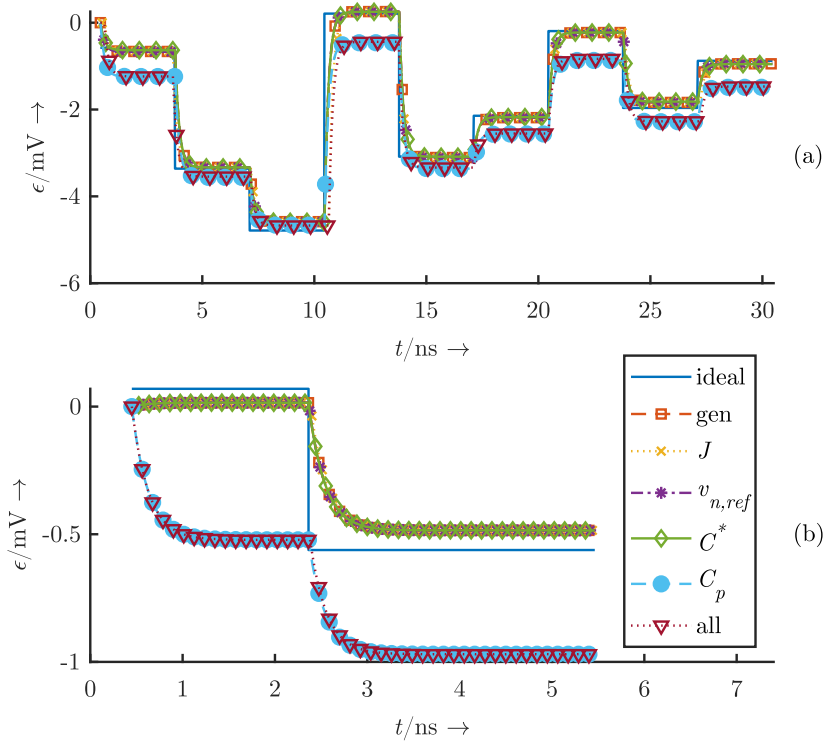 0
-2
-4
-6
ϵ/mV →
0 5 10 15 20 25 30
t/ns →
(a)
0
-0.5
-1
ϵ/mV →
0 1 2 3 4 5 6 7
t/ns →
(b)
ideal
gen
J
v_{n,ref}
C^*
C_p
all